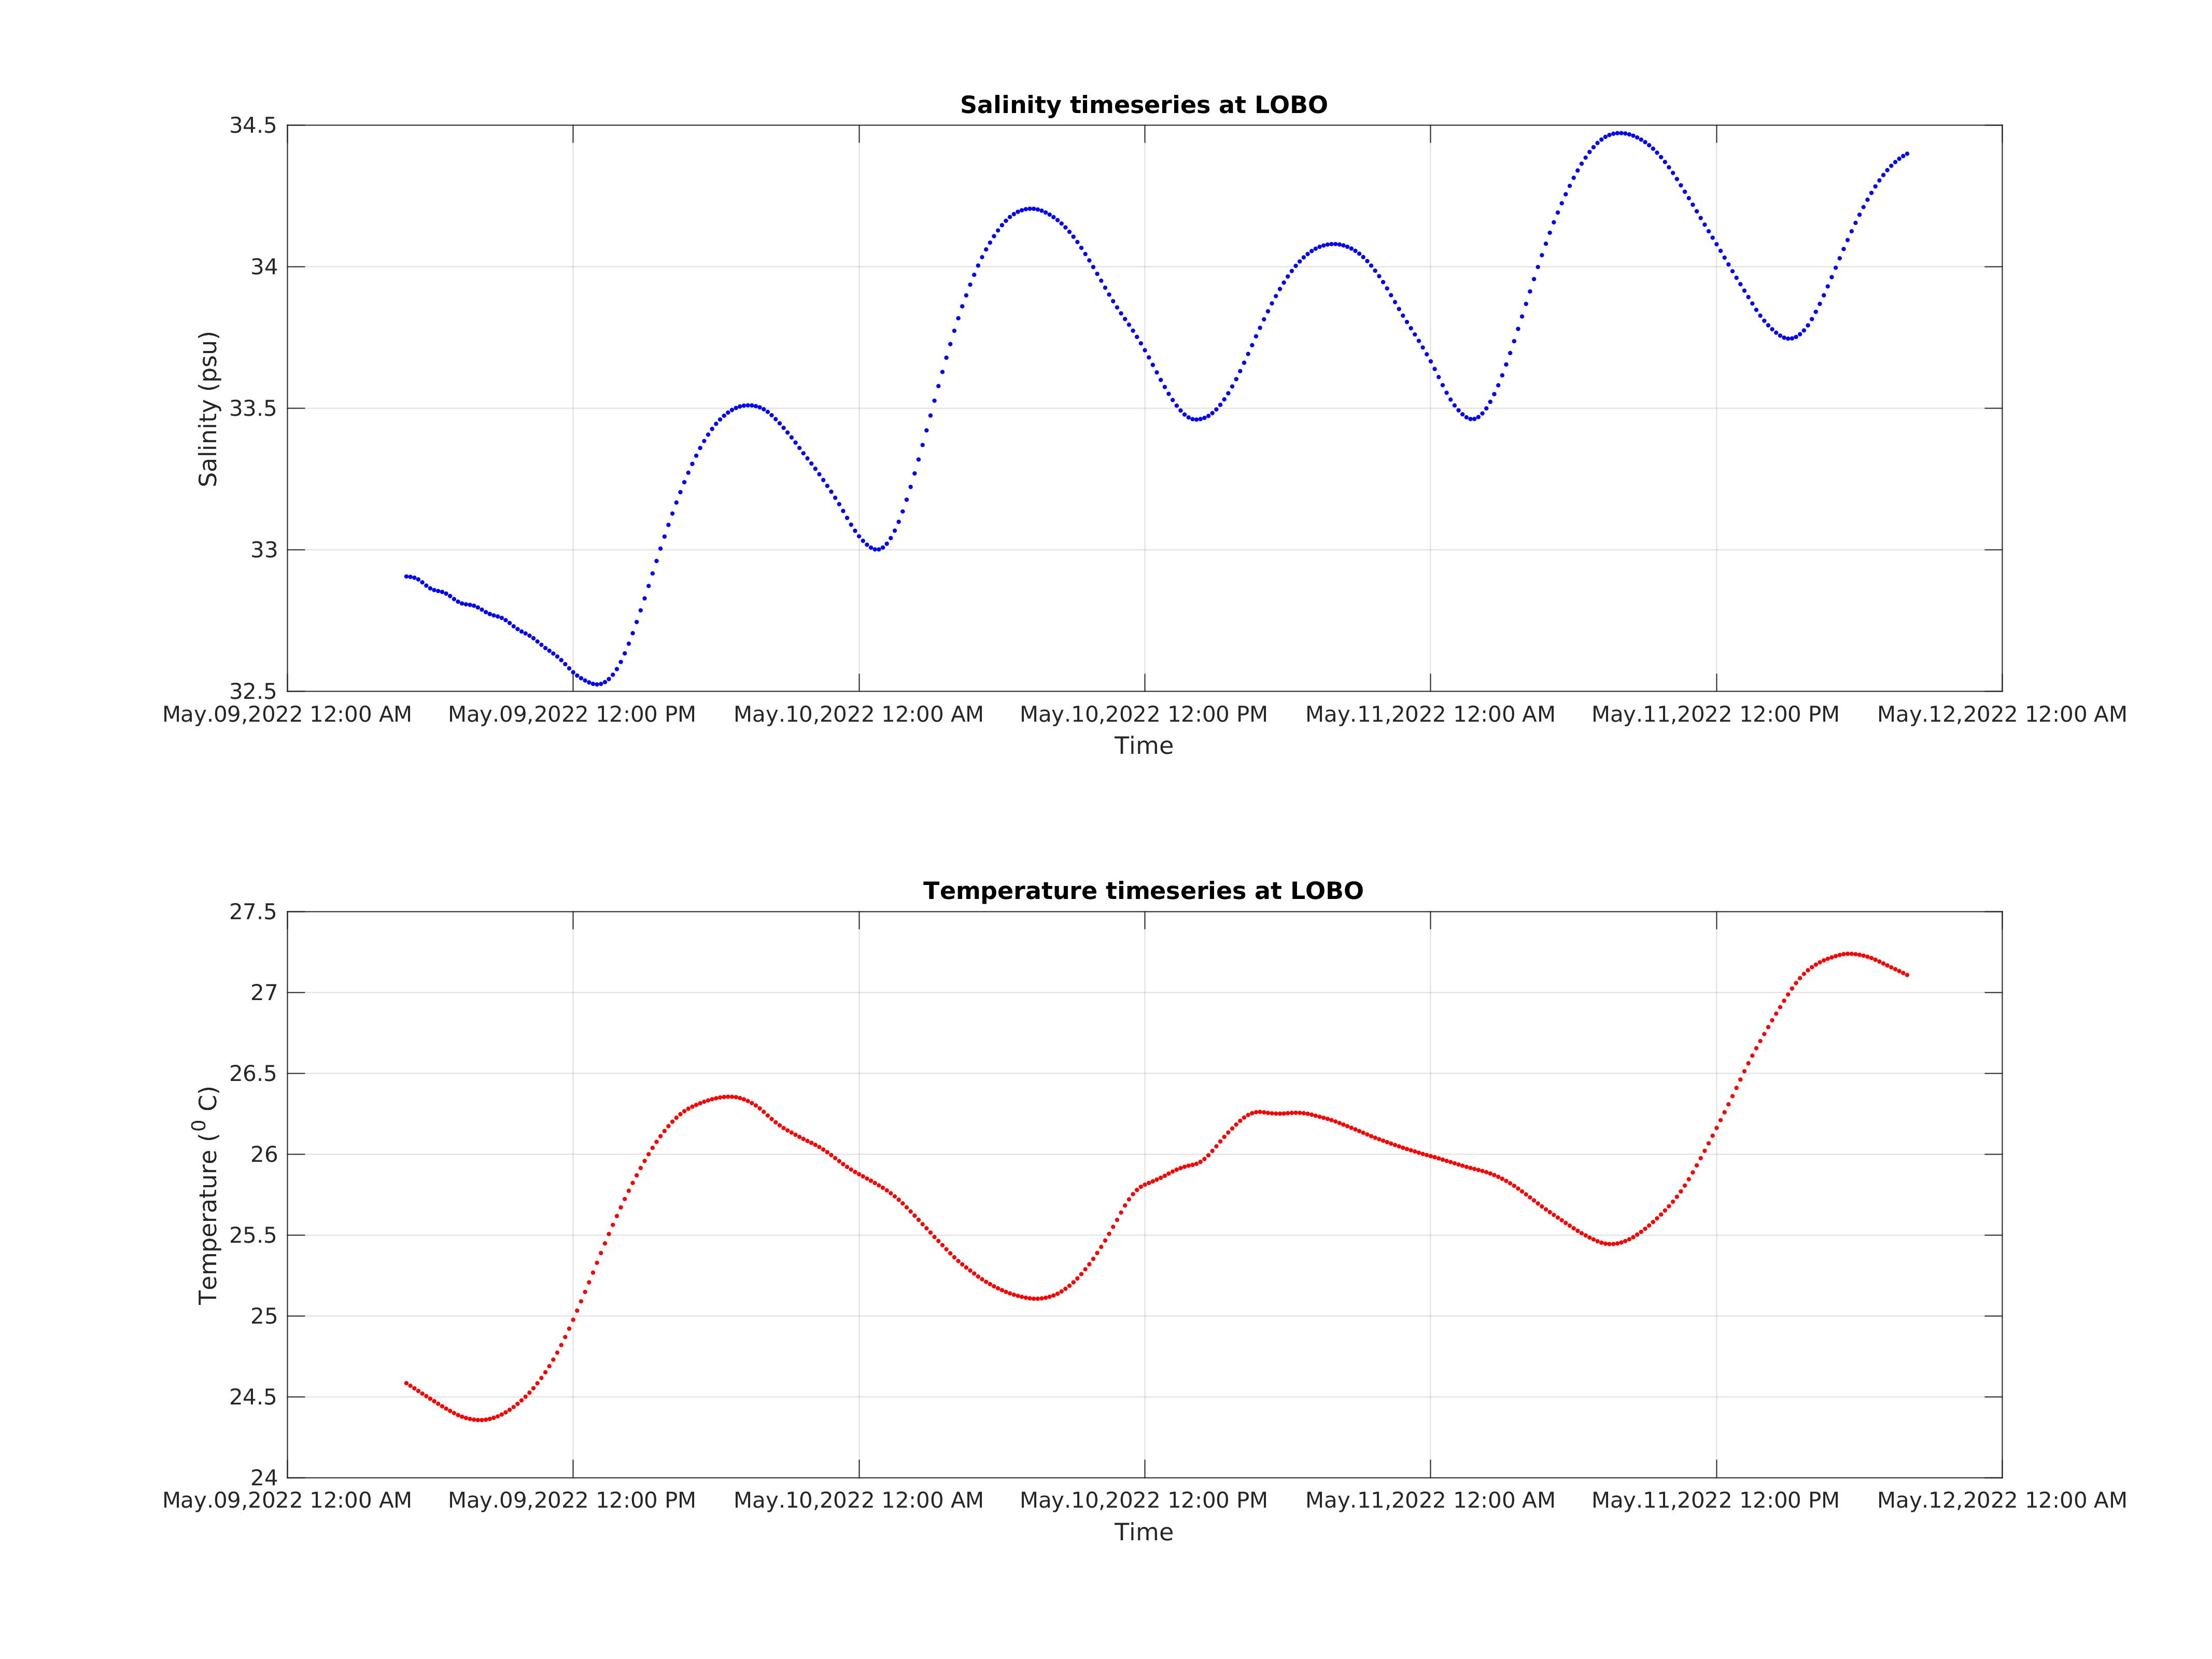 Salinity timeseries at LOBO
34.5
34
33.5
33
32.5
Salinity (psu)
May.09,2022 12:00 AM May.09,2022 12:00 PM May.10,2022 12:00 AM May.10,2022 12:00 PM May.11,2022 12:00 AM May.11,2022 12:00 PM May.12,2022 12:00 AM
Time
Temperature timeseries at LOBO
27.5
27
26.5
26
25.5
25
24.5
24
Temperature (⁰ C)
May.09,2022 12:00 AM May.09,2022 12:00 PM May.10,2022 12:00 AM May.10,2022 12:00 PM May.11,2022 12:00 AM May.11,2022 12:00 PM May.12,2022 12:00 AM
Time